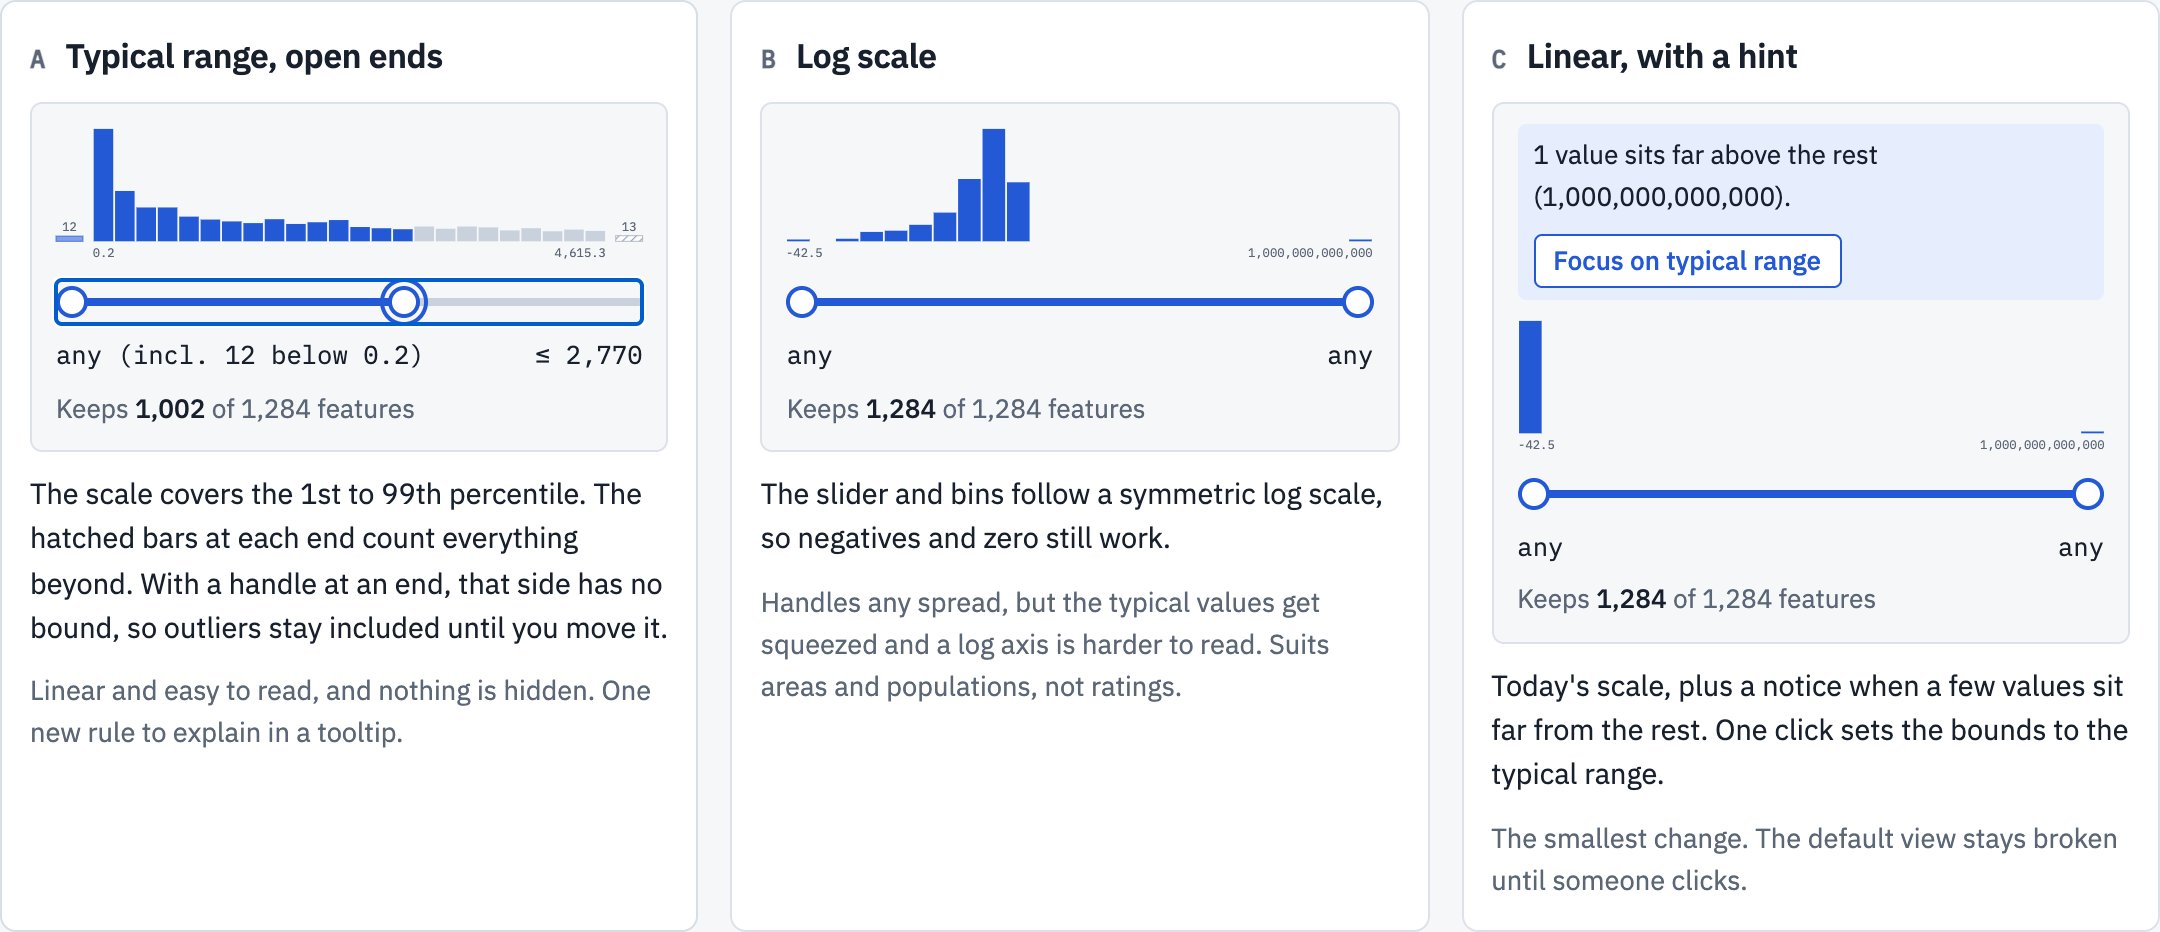 A Typical range, open ends
12
13
0.2
4,615.3
any (incl. 12 below 0.2)
≤ 2,770
Keeps 1,002 of 1,284 features
The scale covers the 1st to 99th percentile. The
hatched bars at each end count everything
beyond. With a handle at an end, that side has no
bound, so outliers stay included until you move it.
Linear and easy to read, and nothing is hidden. One
new rule to explain in a tooltip.
B Log scale
-42.5
1,000,000,000,000
any
any
Keeps 1,284 of 1,284 features
The slider and bins follow a symmetric log scale,
so negatives and zero still work.
Handles any spread, but the typical values get
squeezed and a log axis is harder to read. Suits
areas and populations, not ratings.
C Linear, with a hint
1 value sits far above the rest
(1,000,000,000,000).
Focus on typical range
-42.5
1,000,000,000,000
any
any
Keeps 1,284 of 1,284 features
Today's scale, plus a notice when a few values sit
far from the rest. One click sets the bounds to the
typical range.
The smallest change. The default view stays broken
until someone clicks.